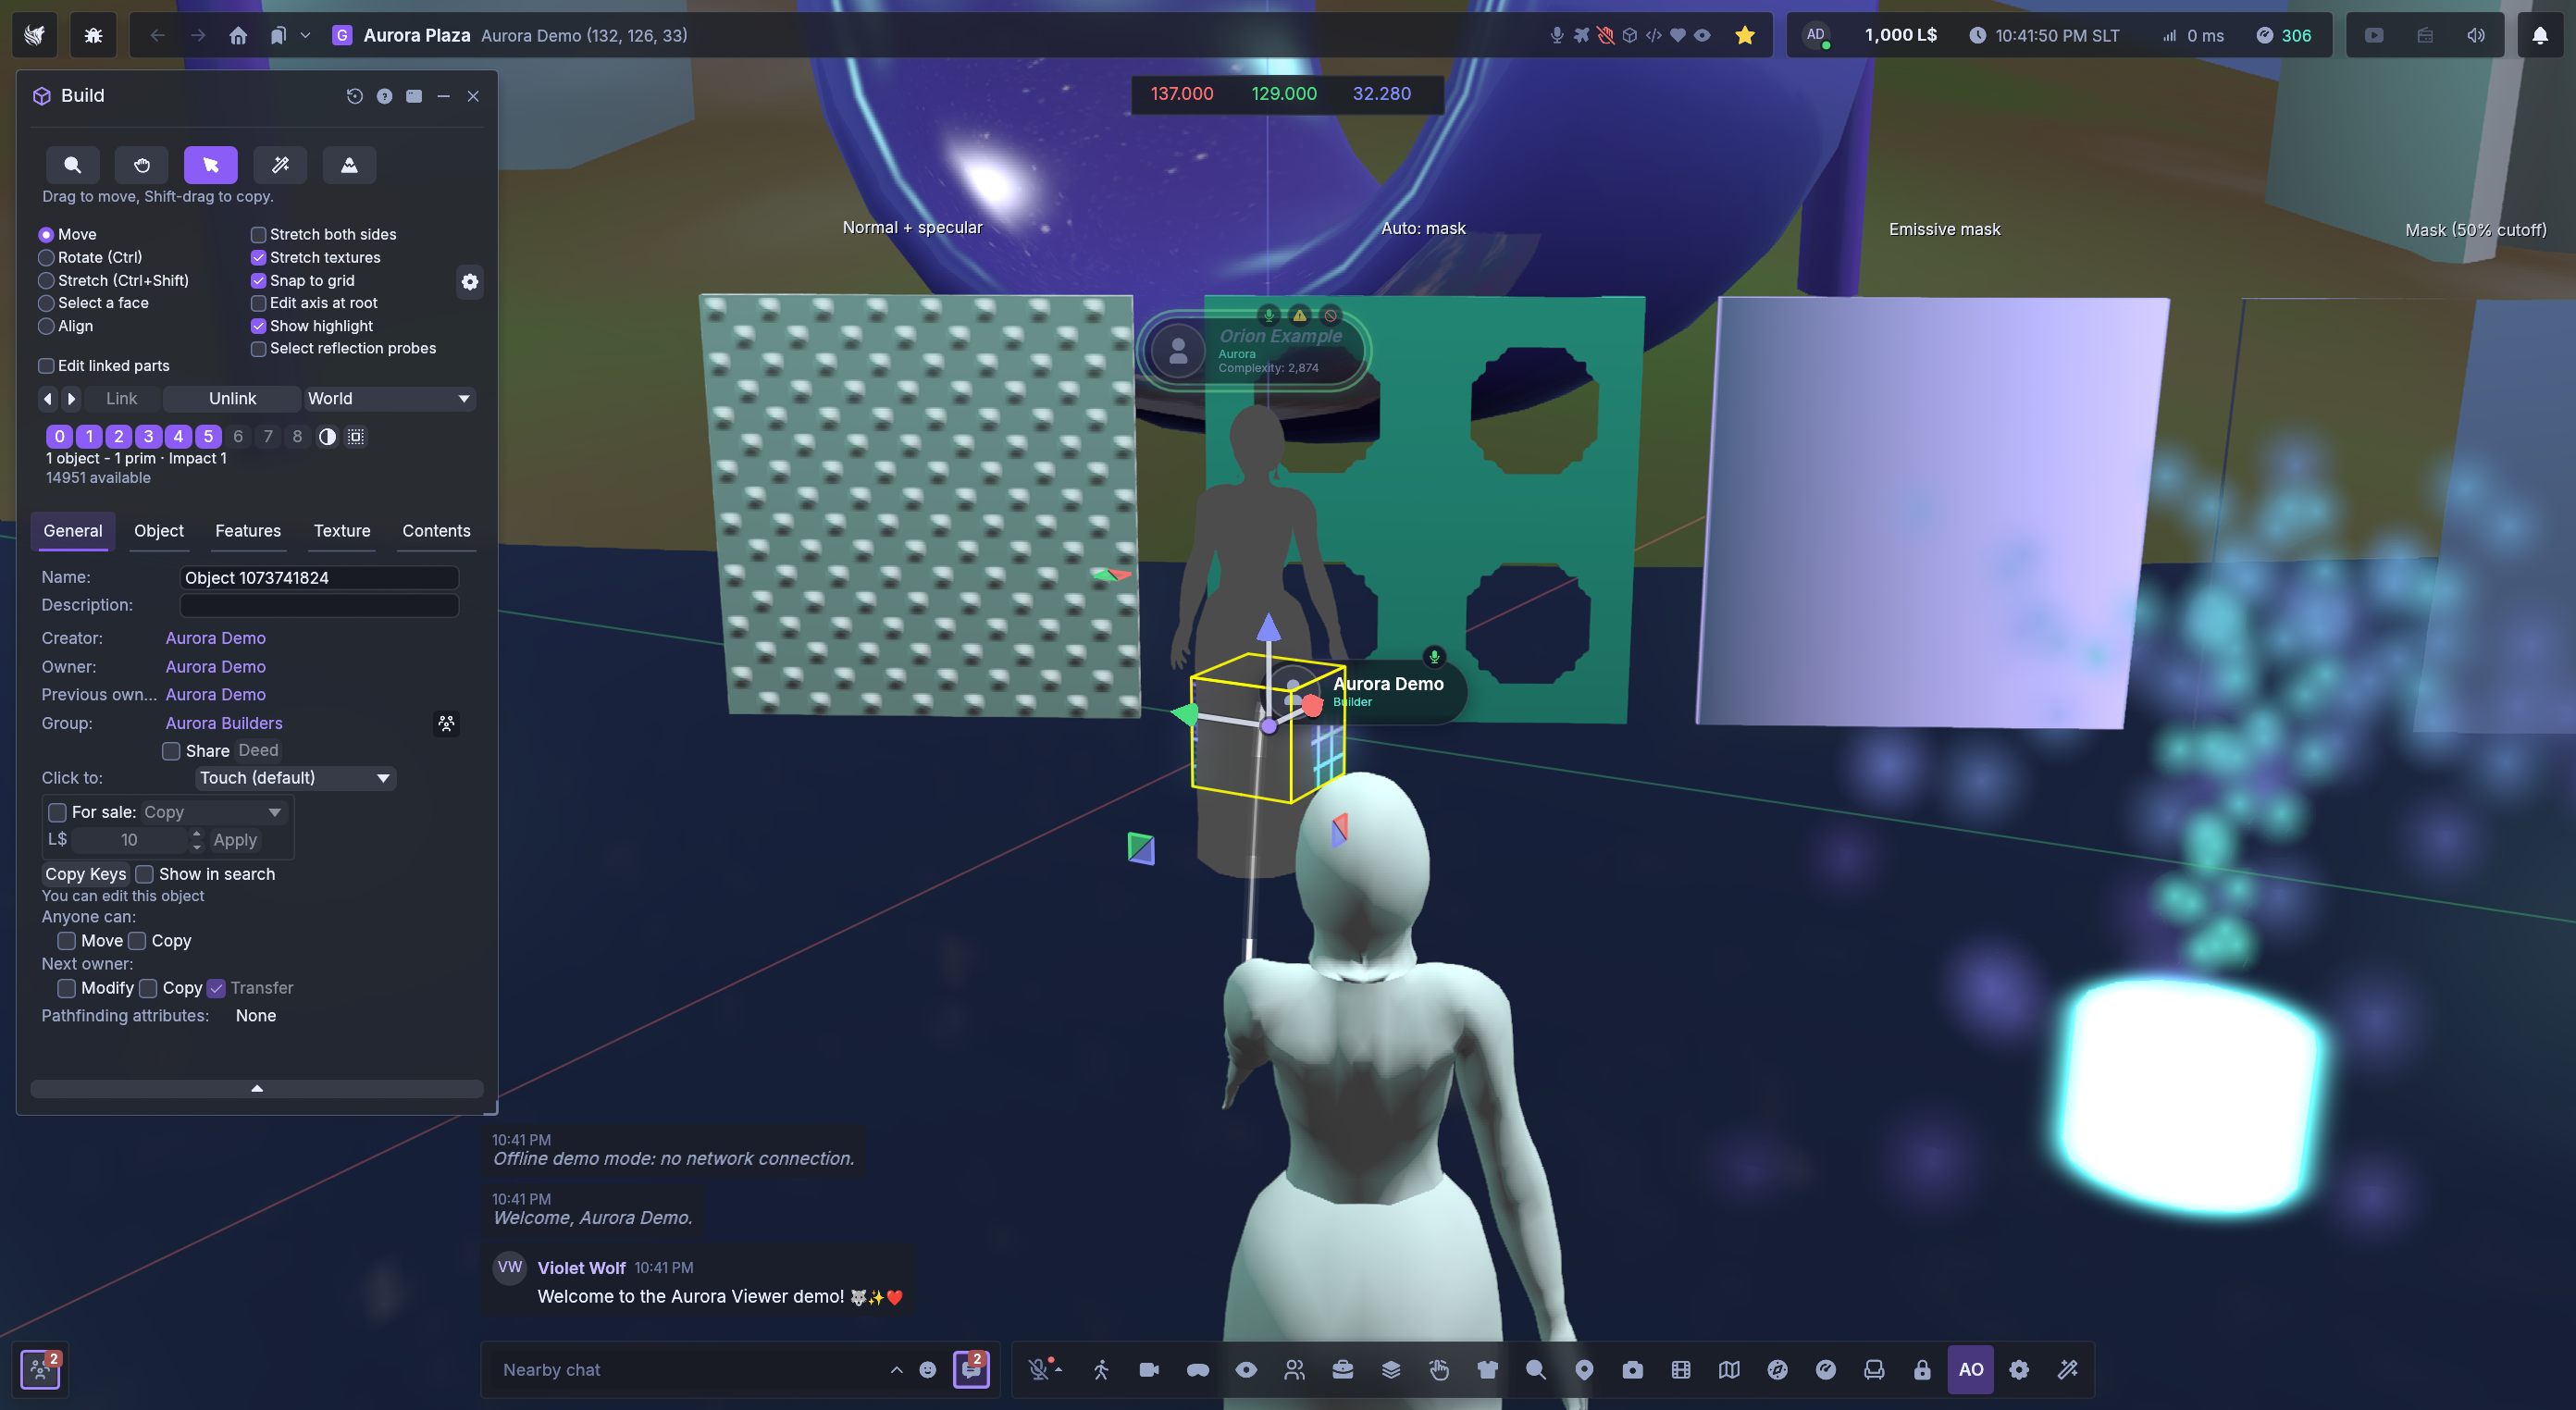 G Aurora Plaza Aurora Demo (132, 126, 33)
AD 1,000 L$ 10:41:50 PM SLT 0 ms 306
Build
137.000 129.000 32.280
Drag to move, Shift-drag to copy.
Move
Rotate (Ctrl)
Stretch (Ctrl+Shift)
Select a face
Align
Stretch both sides
Stretch textures
Snap to grid
Edit axis at root
Show highlight
Select reflection probes
Edit linked parts
Link Unlink World
0 1 2 3 4 5 6 7 8
1 object - 1 prim · Impact 1
14951 available
General Object Features Texture Contents
Name: Object 1073741824
Description:
Creator: Aurora Demo
Owner: Aurora Demo
Previous own... Aurora Demo
Group: Aurora Builders
Share Deed
Click to: Touch (default)
For sale: Copy
L$ 10 Apply
Copy Keys Show in search
You can edit this object
Anyone can:
Move Copy
Next owner:
Modify Copy Transfer
Pathfinding attributes: None
Normal + specular
Auto: mask
Emissive mask
Mask (50% cutoff)
Orion Example
Aurora
Complexity: 2,874
Aurora Demo
Builder
10:41 PM
Offline demo mode: no network connection.
10:41 PM
Welcome, Aurora Demo.
VW Violet Wolf 10:41 PM
Welcome to the Aurora Viewer demo! 🐺✨❤️
2
Nearby chat
2
AO